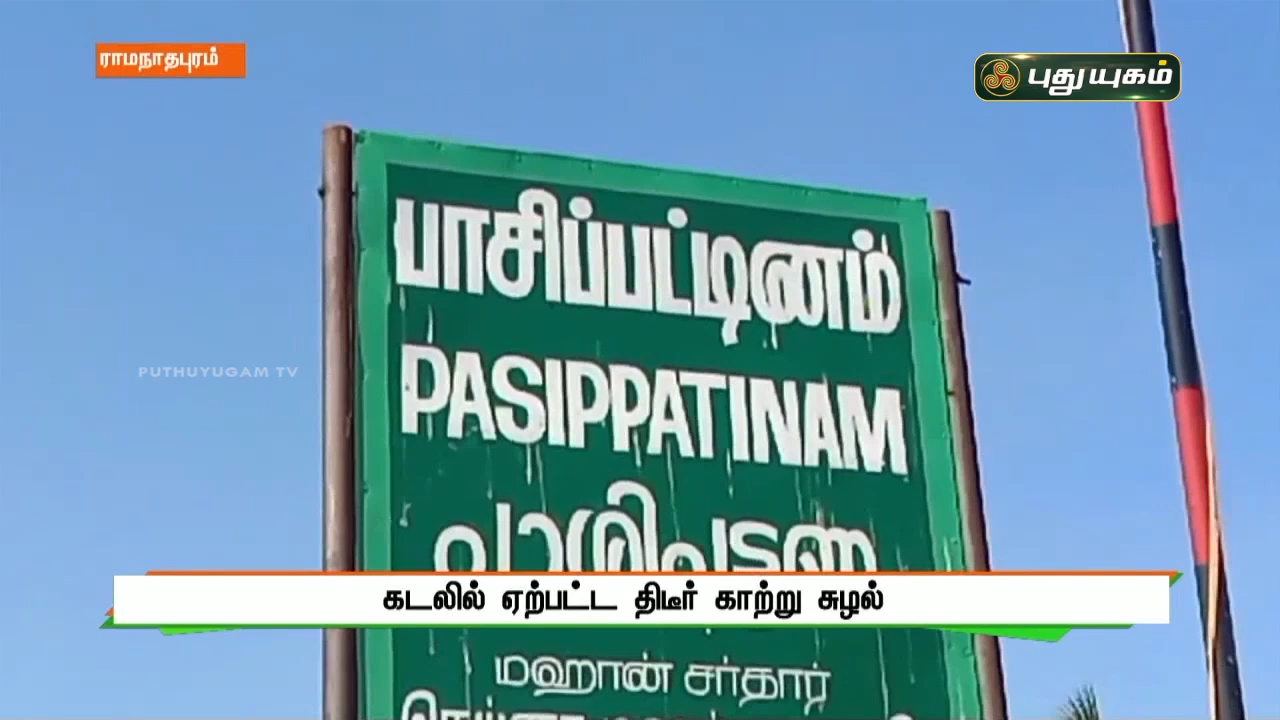 ராமநாதபுரம்
புதுயுகம்
பாசிப்பட்டினம்
PUTHUYUGAM TV
PASIPPATINAM
கடலில் ஏற்பட்ட திடீர் காற்று சுழல்
மஹான் சர்தார்